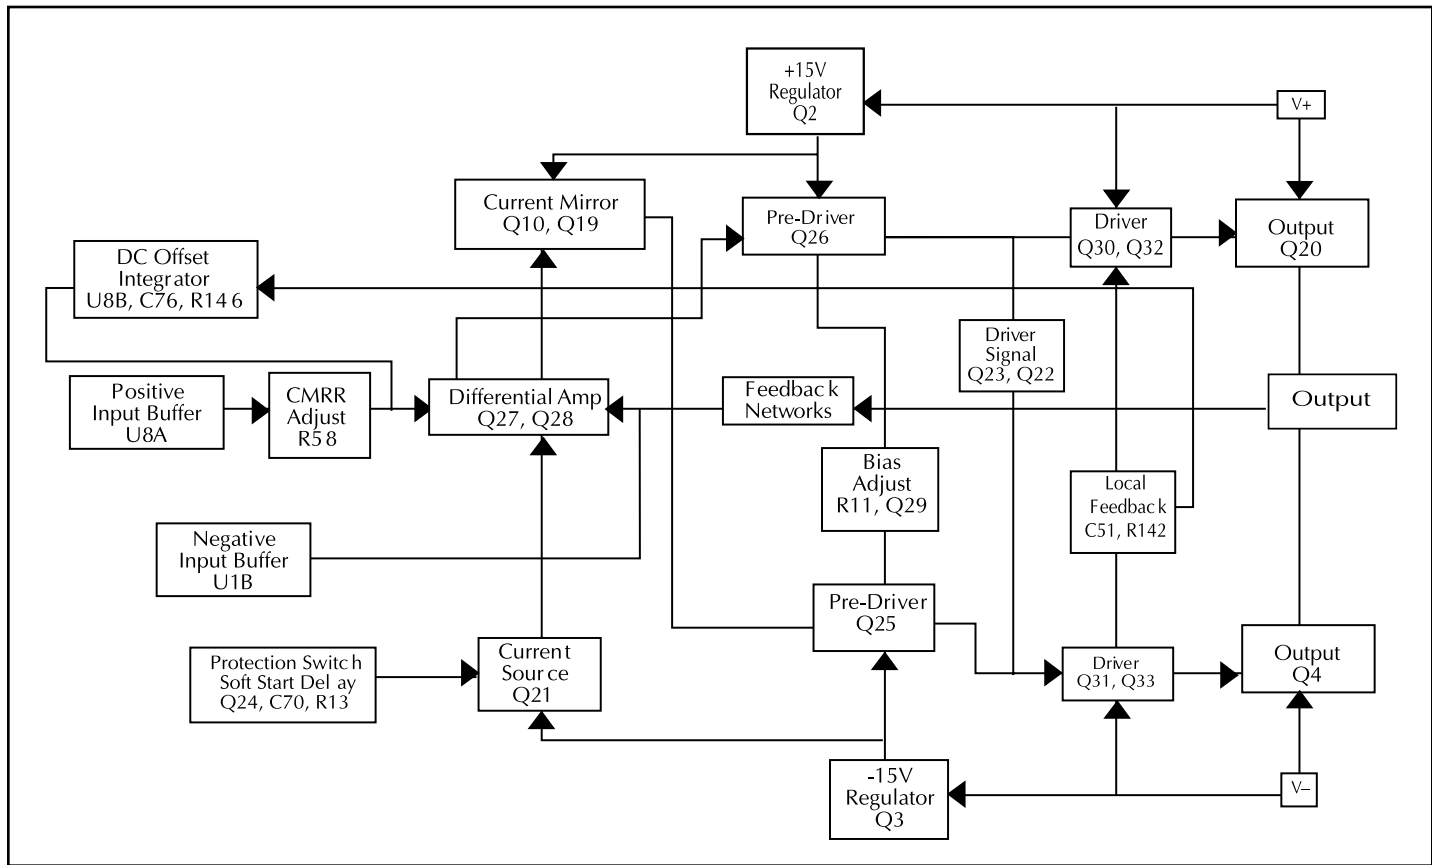 +15V
Regulator
Q2
V+
Current Mirror
Q10, Q19
Pre-Driver
Q26
Driver
Q30, Q32
Output
Q20
DC Offset
Integrator
U8B, C76, R146
Driver
Signal
Q23, Q22
Positive
Input Buffer
U8A
CMRR
Adjust
R58
Differential Amp
Q27, Q28
Feedback
Networks
Output
Bias
Adjust
R11, Q29
Local
Feedback
C51, R142
Negative
Input Buffer
U1B
Pre-Driver
Q25
Protection Switch
Soft Start Delay
Q24, C70, R13
Current
Source
Q21
Driver
Q31, Q33
Output
Q4
-15V
Regulator
Q3
V–